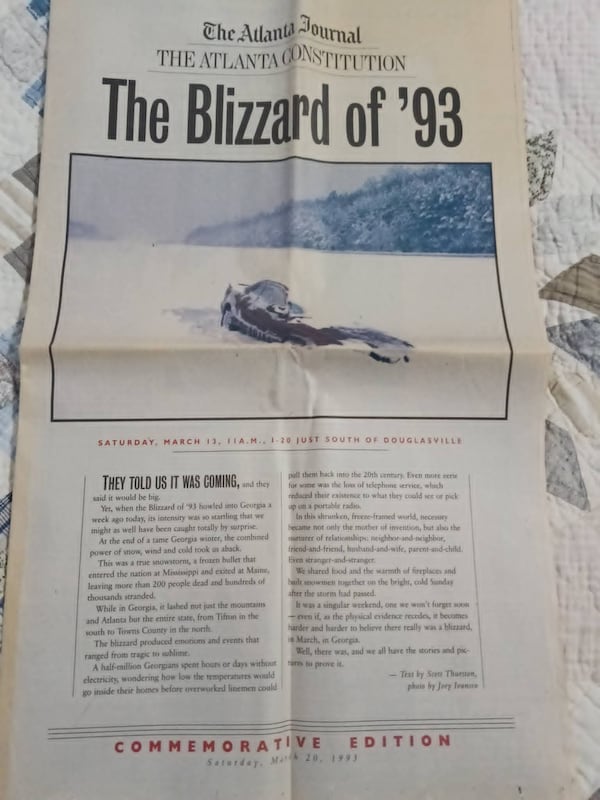 The Atlanta Journal
THE ATLANTA CONSTITUTION
The Blizzard of ’93
SATURDAY, MARCH 13, 11A.M., I-20 JUST SOUTH OF DOUGLASVILLE
THEY TOLD US IT WAS COMING, and they
said it would be big.
Yet, when the Blizzard of ’93 howled into Georgia a
week ago today, its intensity was so startling that we
might as well have been caught totally by surprise.
At the end of a tame Georgia winter, the combined
power of snow, wind and cold took us aback.
This was a true snowstorm, a frozen bullet that
entered the nation at Mississippi and exited at Maine,
leaving more than 200 people dead and hundreds of
thousands stranded.
While in Georgia, it lashed not just the mountains
and Atlanta but the entire state, from Tifton in the
south to Towns County in the north.
The blizzard produced emotions and events that
ranged from tragic to sublime.
A half-million Georgians spent hours or days without
electricity, wondering how low the temperatures would
go inside their homes before overworked linemen could
pull them back into the 20th century. Even more eerie
for some was the loss of telephone service, which
reduced their existence to what they could see or pick
up on a portable radio.
In this shrunken, freeze-framed world, necessity
became not only the mother of invention, but also the
nurturer of relationships: neighbor-and-neighbor,
friend-and-friend, husband-and-wife, parent-and-child.
Even stranger-and-stranger.
We shared food and the warmth of fireplaces and
built snowmen together on the bright, cold Sunday
after the storm had passed.
It was a singular weekend, one we won’t forget soon
— even if, as the physical evidence recedes, it becomes
harder and harder to believe there really was a blizzard,
in March, in Georgia.
Well, there was, and we all have the stories and pic-
tures to prove it.
— Text by Scott Thurston,
photo by Joey Ivansco
COMMEMORATIVE EDITION
Saturday, March 20, 1993